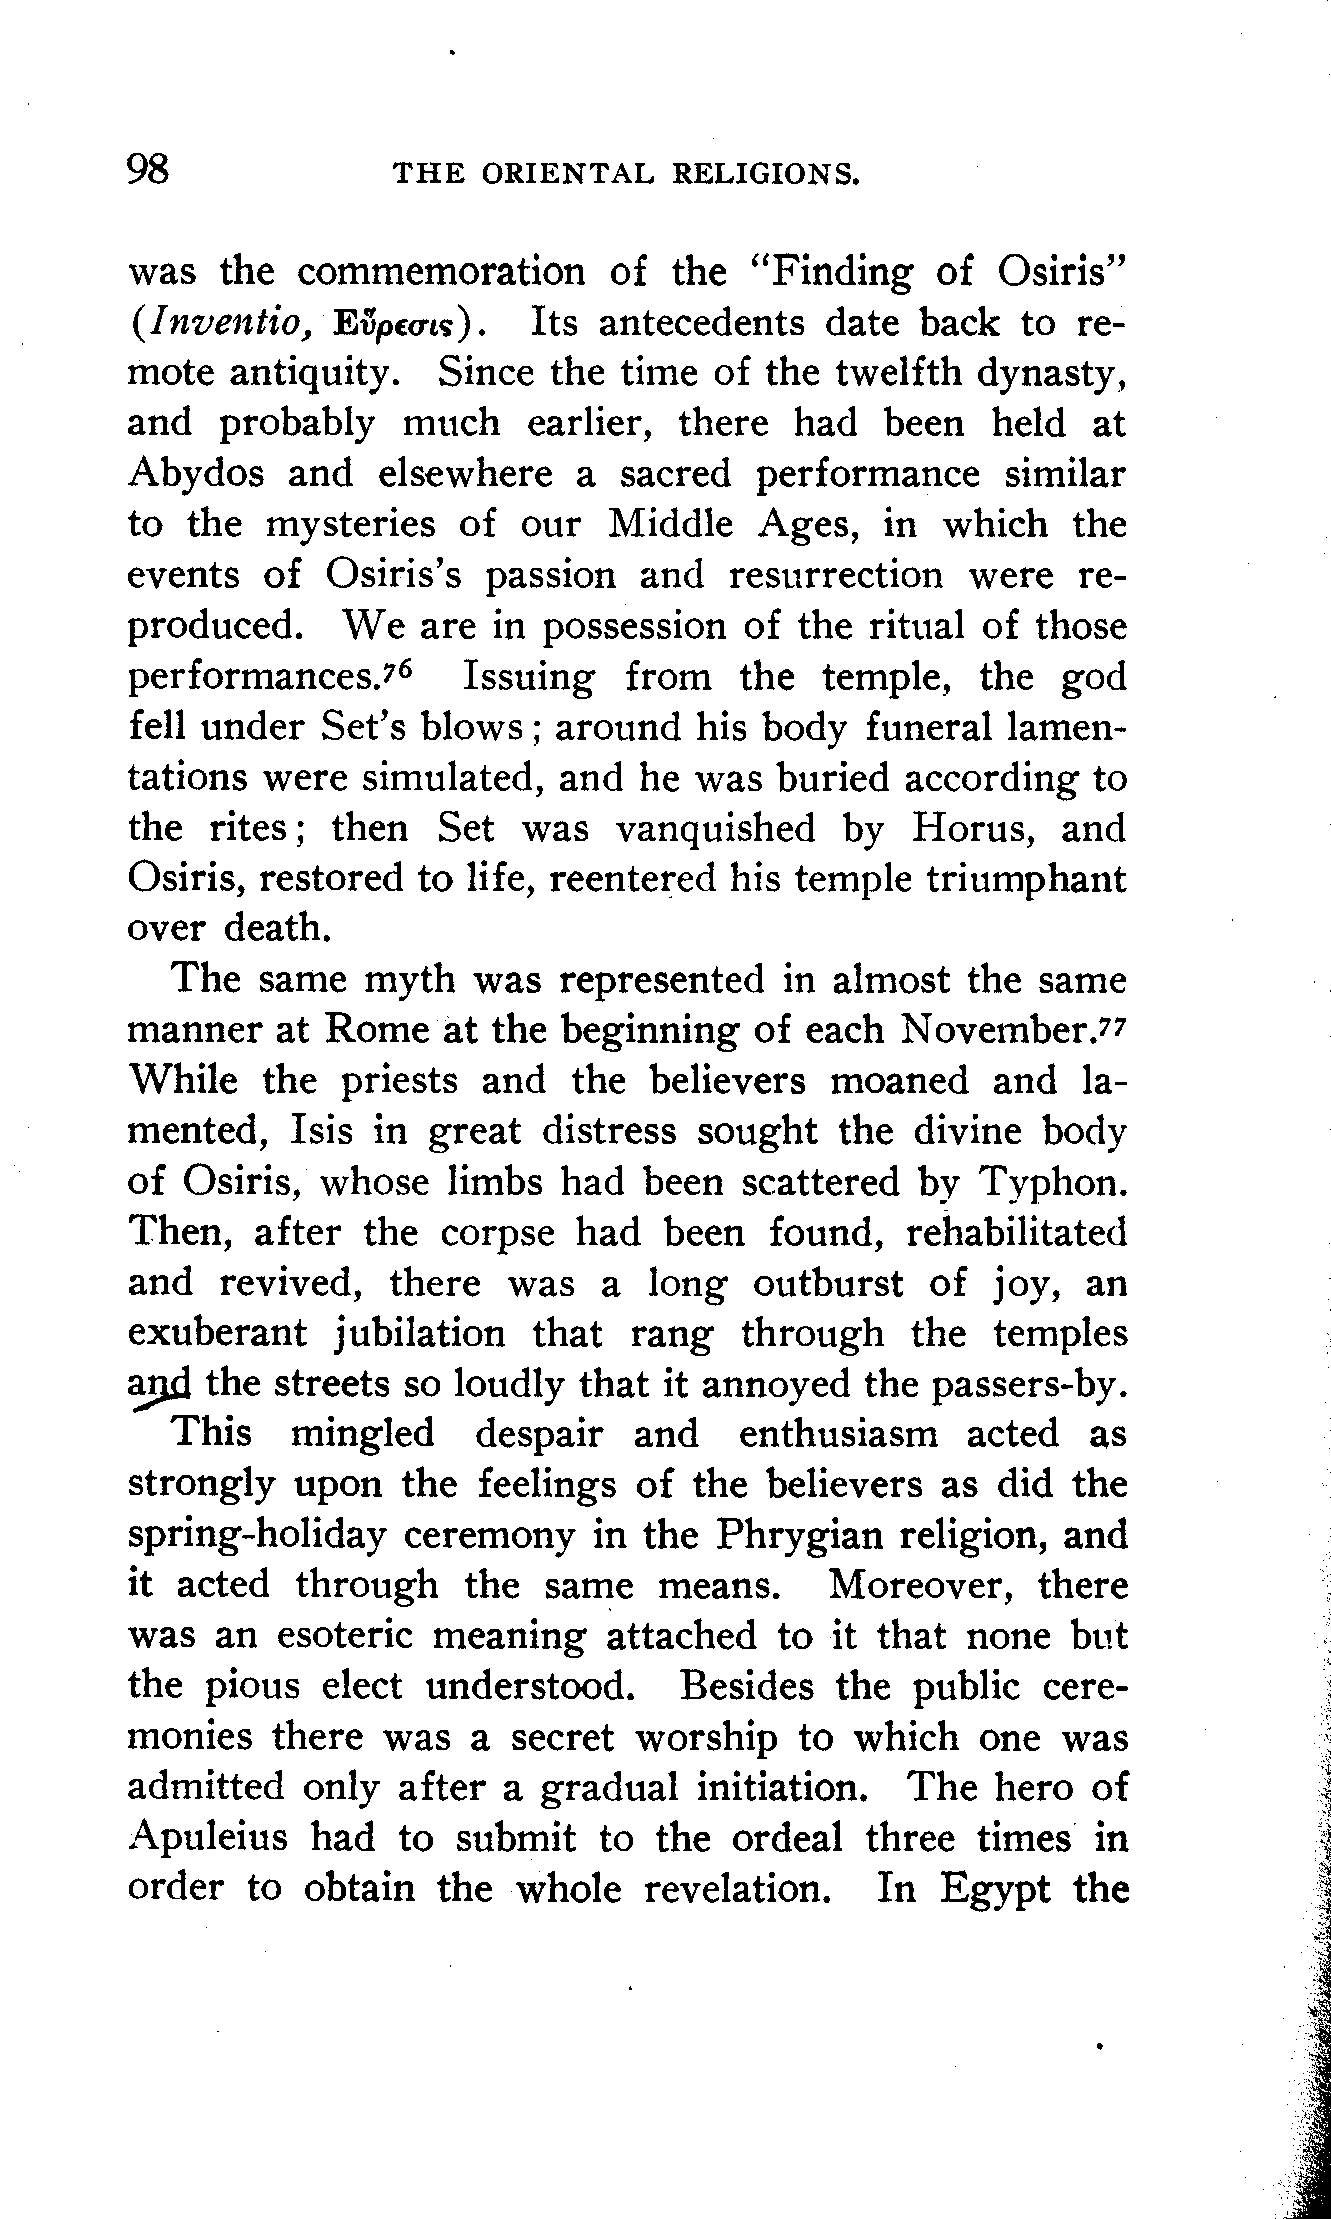 98 THE ORIENTAL RELIGIONS.
was the commemoration of the "Finding of Osiris"
(Inventio, Εὕρεσις). Its antecedents date back to re-
mote antiquity. Since the time of the twelfth dynasty,
and probably much earlier, there had been held at
Abydos and elsewhere a sacred performance similar
to the mysteries of our Middle Ages, in which the
events of Osiris's passion and resurrection were re-
produced. We are in possession of the ritual of those
performances.⁷⁶ Issuing from the temple, the god
fell under Set's blows; around his body funeral lamen-
tations were simulated, and he was buried according to
the rites; then Set was vanquished by Horus, and
Osiris, restored to life, reentered his temple triumphant
over death.
The same myth was represented in almost the same
manner at Rome at the beginning of each November.⁷⁷
While the priests and the believers moaned and la-
mented, Isis in great distress sought the divine body
of Osiris, whose limbs had been scattered by Typhon.
Then, after the corpse had been found, rehabilitated
and revived, there was a long outburst of joy, an
exuberant jubilation that rang through the temples
and the streets so loudly that it annoyed the passers-by.
This mingled despair and enthusiasm acted as
strongly upon the feelings of the believers as did the
spring-holiday ceremony in the Phrygian religion, and
it acted through the same means. Moreover, there
was an esoteric meaning attached to it that none but
the pious elect understood. Besides the public cere-
monies there was a secret worship to which one was
admitted only after a gradual initiation. The hero of
Apuleius had to submit to the ordeal three times in
order to obtain the whole revelation. In Egypt the